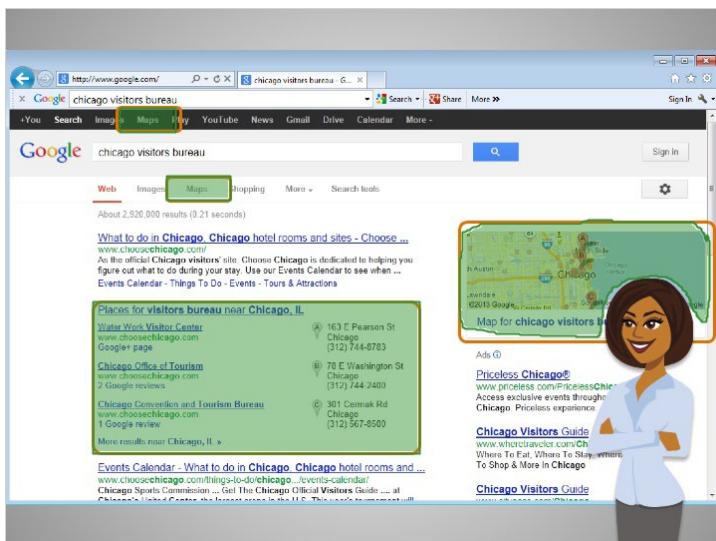 http://www.google.com/
chicago visitors bureau - G...
x Google chicago visitors bureau Search Share More » Sign In
+You Search Images Maps Play YouTube News Gmail Drive Calendar More
Google chicago visitors bureau Sign In
Web Images Maps Shopping More Search tools
About 2,920,000 results (0.21 seconds)
What to do in Chicago. Chicago hotel rooms and sites - Choose ...
www.choosechicago.com/
As the official Chicago visitors' site. Choose Chicago is dedicated to helping you
figure out what to do during your stay. Use our Events Calendar to see when ...
Events Calendar - Things To Do - Events - Tours & Attractions
Places for visitors bureau near Chicago, IL
Water Work Visitor Center
www.choosechicago.com
Google+ page
A 163 E Pearson St
Chicago
(312) 744-8783
Chicago Office of Tourism
www.choosechicago.com
2 Google reviews
B 78 E Washington St
Chicago
(312) 744-2400
Chicago Convention and Tourism Bureau
www.choosechicago.com
1 Google review
C 301 Cermak Rd
Chicago
(312) 567-8500
More results near Chicago, IL »
Events Calendar - What to do in Chicago. Chicago hotel rooms and ...
www.choosechicago.com/things-to-do/chicago.../events-calendar/
Chicago Sports Commission ... Get The Chicago Official Visitors Guide .... at
Chicago
©2013 Google
Map for chicago visitors
Ads
Priceless Chicago®
www.priceless.com/Priceless
Access exclusive events
Chicago. Priceless experience.
Chicago Visitors Guide
www.wheretraveler.com/
Where To Eat, Where To Stay, Where
To Shop & More In Chicago
Chicago Visitors Guide